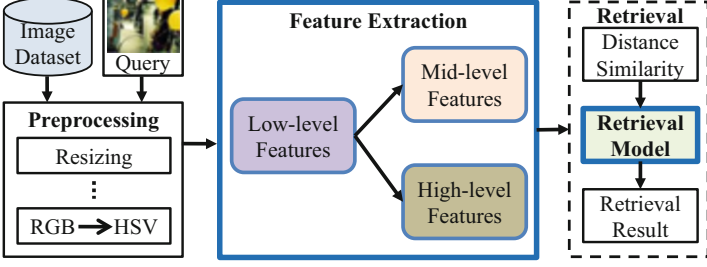 Image
Dataset
Query
Preprocessing
Resizing
RGB → HSV
Feature Extraction
Low-level
Features
Mid-level
Features
High-level
Features
Retrieval
Distance
Similarity
Retrieval
Model
Retrieval
Result